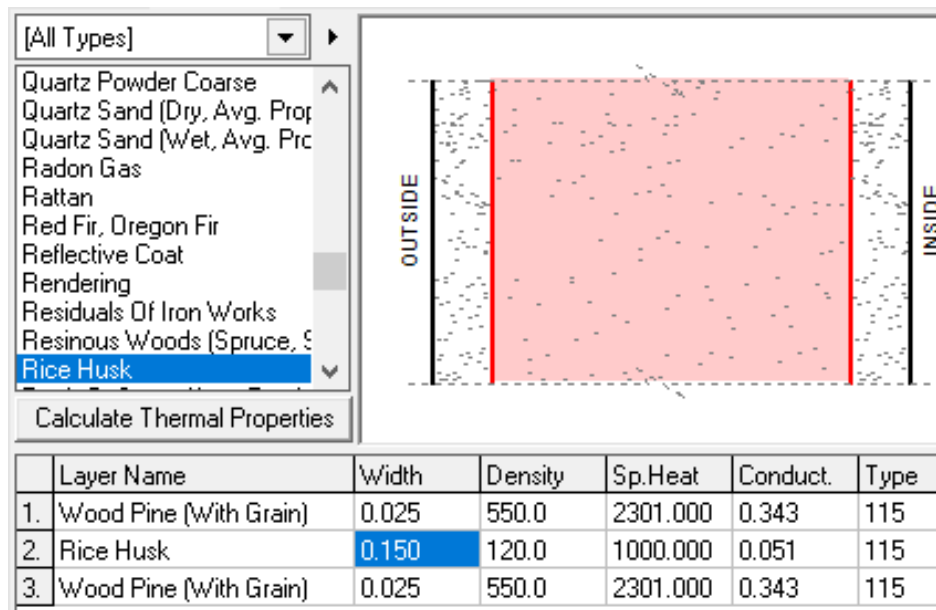 [All Types]
Quartz Powder Coarse
Quartz Sand (Dry, Avg. Prop
Quartz Sand (Wet, Avg. Prc
Radon Gas
Rattan
Red Fir, Oregon Fir
Reflective Coat
Rendering
Residuals Of Iron Works
Resinous Woods (Spruce, S
Rice Husk
Calculate Thermal Properties
OUTSIDE
INSIDE
Layer Name Width Density Sp.Heat Conduct. Type
1. Wood Pine (With Grain) 0.025 550.0 2301.000 0.343 115
2. Rice Husk 0.150 120.0 1000.000 0.051 115
3. Wood Pine (With Grain) 0.025 550.0 2301.000 0.343 115